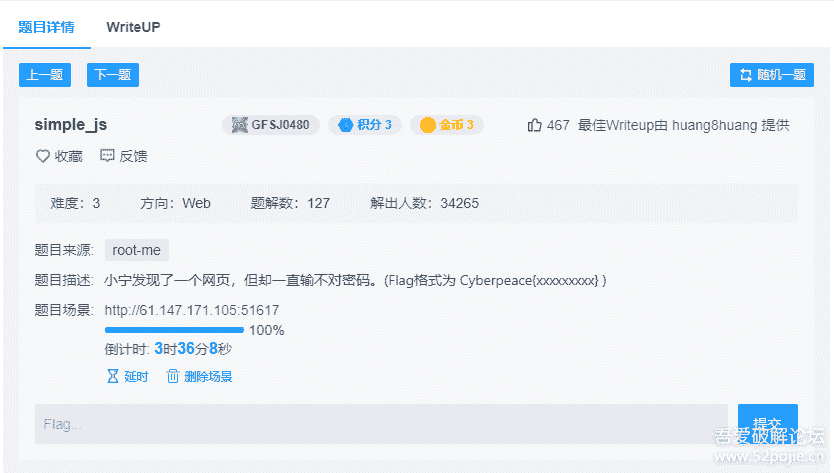 题目详情 WriteUP
上一题 下一题 随机一题
simple_js GFSJ0480 积分 3 金币 3 467 最佳Writeup由 huang8huang 提供
收藏 反馈
难度：3 方向：Web 题解数：127 解出人数：34265
题目来源: root-me
题目描述: 小宁发现了一个网页，但却一直输不对密码。(Flag格式为 Cyberpeace{xxxxxxxxx} )
题目场景: http://61.147.171.105:51617
100%
倒计时: 3时36分8秒
延时 删除场景
Flag... 提交
吾爱破解论坛
www.52pojie.cn